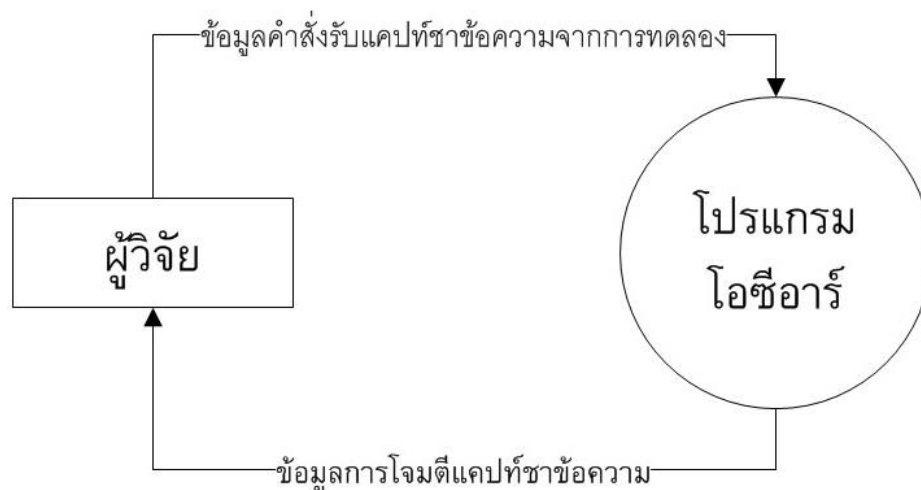 ข้อมูลคำสั่งรับแคปท์ชาข้อความจากการทดลอง
ผู้วิจัย
โปรแกรม
โอซีอาร์
ข้อมูลการโจมตีแคปท์ชาข้อความ